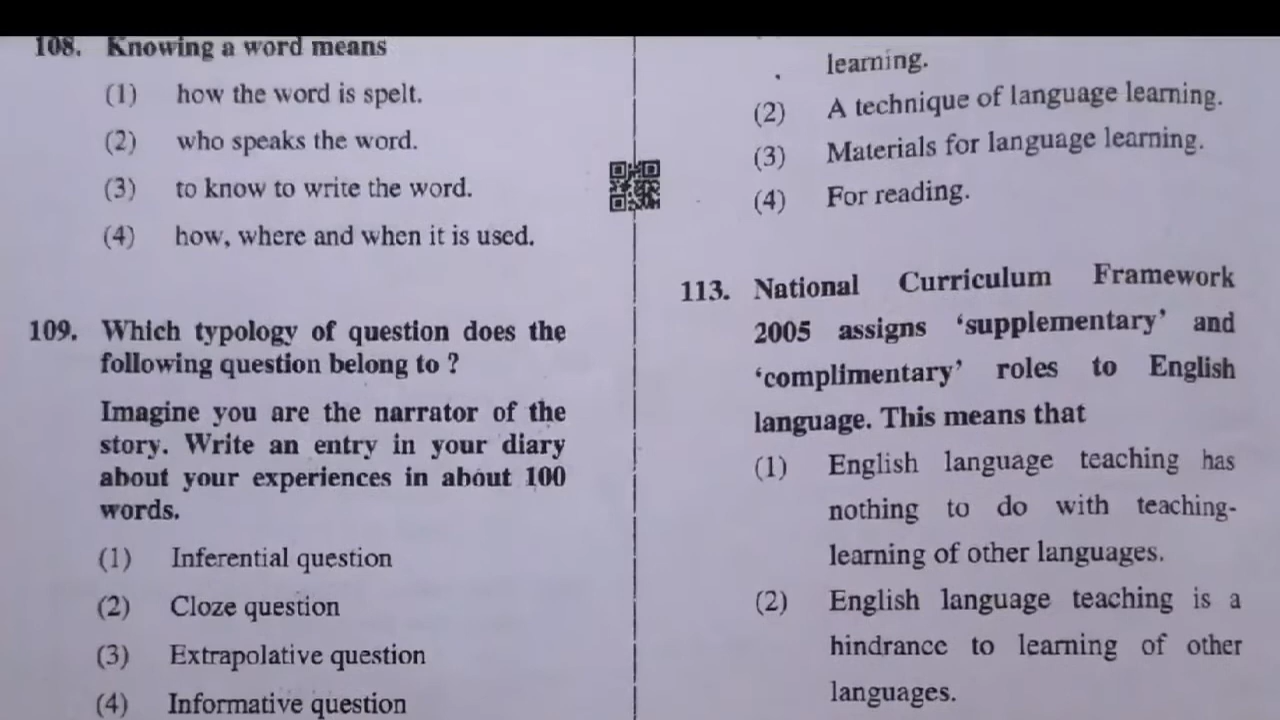 108. Knowing a word means
(1) how the word is spelt.
(2) who speaks the word.
(3) to know to write the word.
(4) how, where and when it is used.
109. Which typology of question does the
following question belong to ?
Imagine you are the narrator of the
story. Write an entry in your diary
about your experiences in about 100
words.
(1) Inferential question
(2) Cloze question
(3) Extrapolative question
(4) Informative question
learning.
(2) A technique of language learning.
(3) Materials for language learning.
(4) For reading.
113. National Curriculum Framework
2005 assigns ‘supplementary’ and
‘complimentary’ roles to English
language. This means that
(1) English language teaching has
nothing to do with teaching-
learning of other languages.
(2) English language teaching is a
hindrance to learning of other
languages.